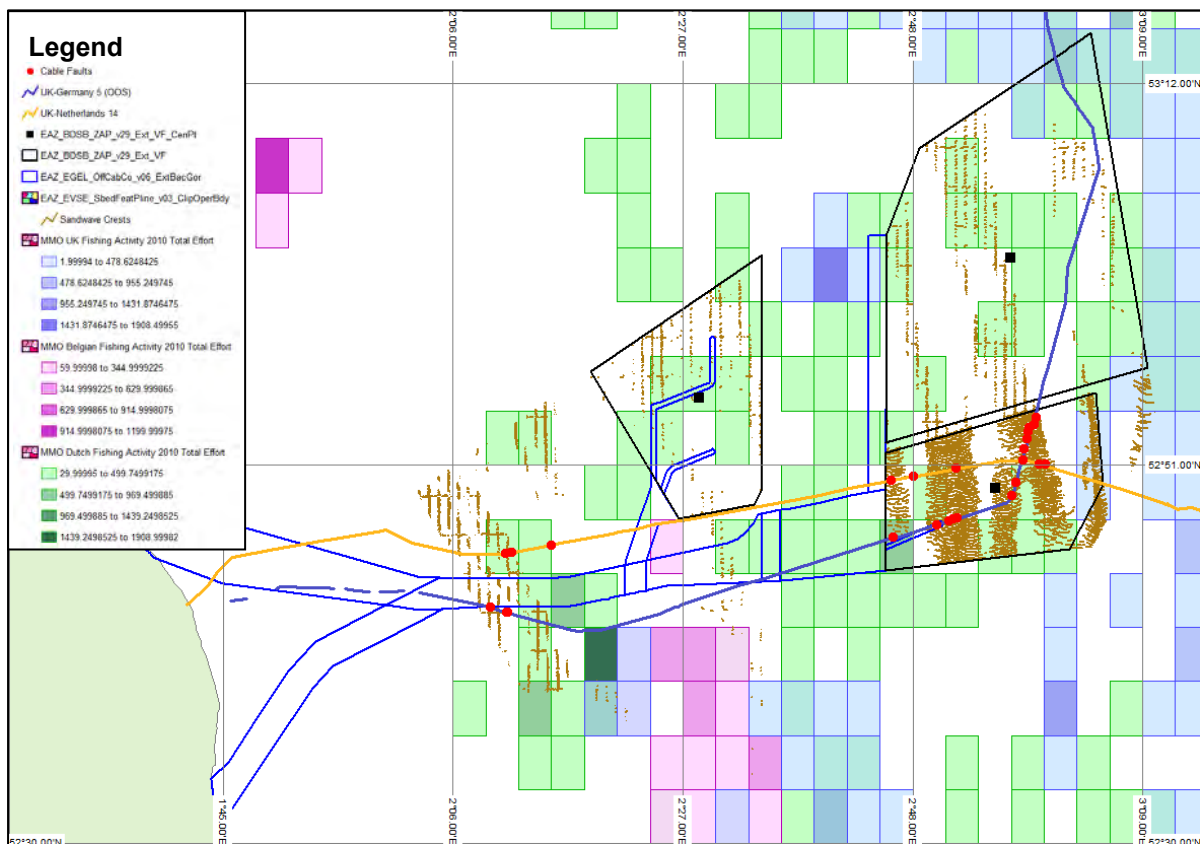 Legend
Cable Faults
UK-Germany 5 (OOS)
UK-Netherlands 14
EAZ_BDSB_ZAP_v29_Ext_VF_CenPt
EAZ_BDSB_ZAP_v29_Ext_VF
EAZ_EGEL_OffCabCo_v06_ExtBacGor
EAZ_EVSE_SbedFeatPline_v03_ClipOperBdy
Sandwave Crests
MMO UK Fishing Activity 2010 Total Effort
1.99994 to 478.6248425
478.6248425 to 955.249745
955.249745 to 1431.8746475
1431.8746475 to 1908.49955
MMO Belgian Fishing Activity 2010 Total Effort
59.99998 to 344.9999225
344.9999225 to 629.999865
629.999865 to 914.9998075
914.9998075 to 1199.99975
MMO Dutch Fishing Activity 2010 Total Effort
29.99995 to 499.7499175
499.7499175 to 969.499885
969.499885 to 1439.2498525
1439.2498525 to 1908.99982
2°06.00'E
2°27.00'E
2°48.00'E
3°09.00'E
53°12.00'N
52°51.00'N
1°45.00'E
2°06.00'E
2°27.00'E
2°48.00'E
3°09.00'E
52°30.00'N
52°30.00'N